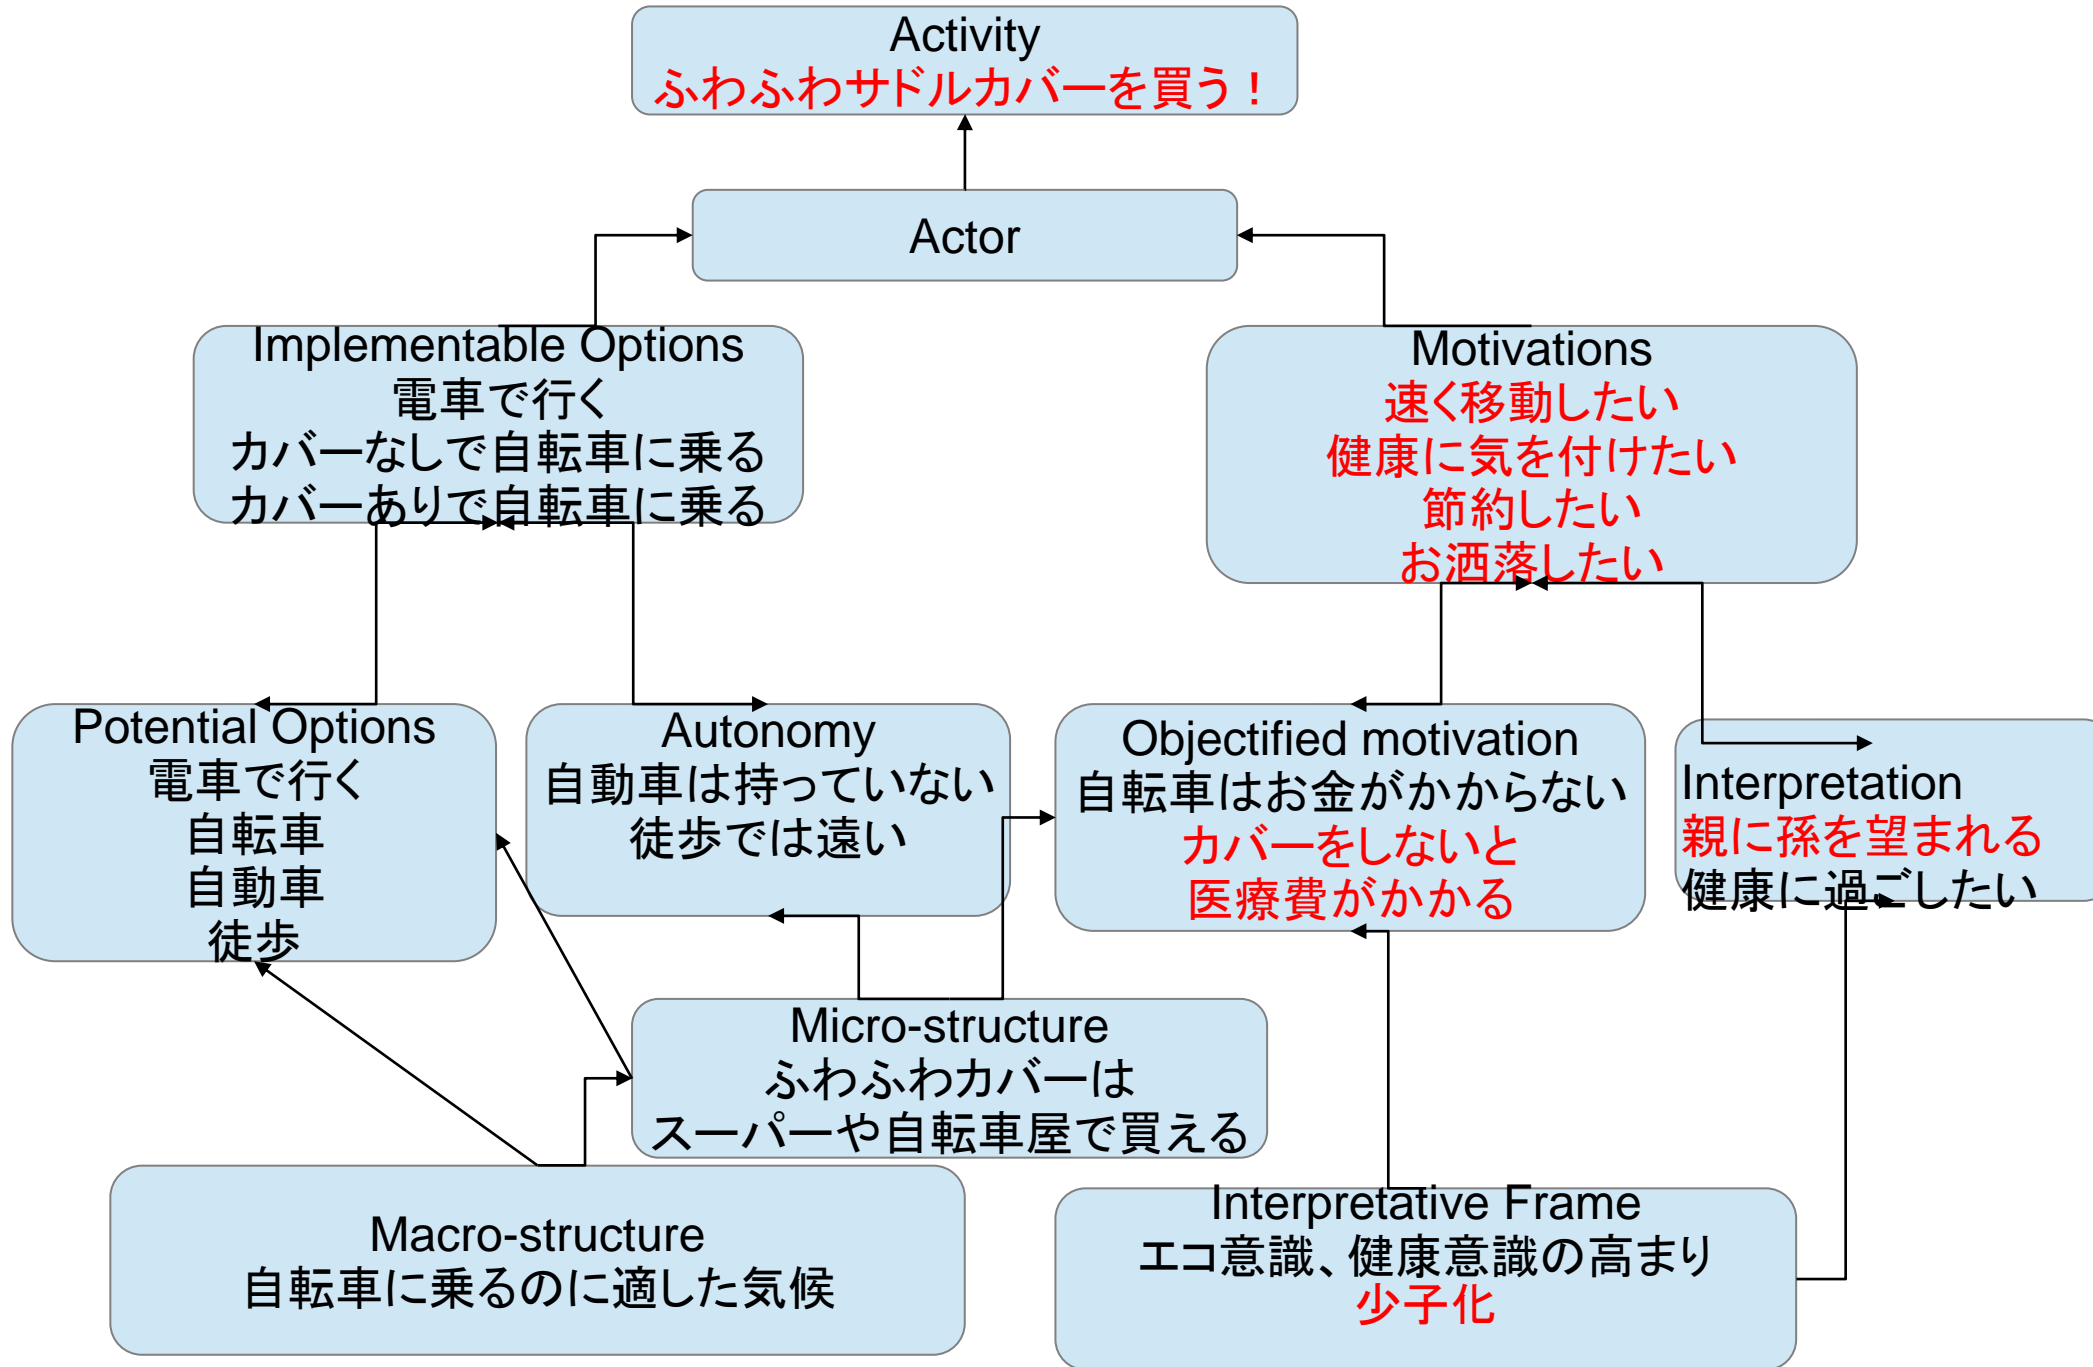 Activity
ふわふわサドルカバーを買う！
Actor
Implementable Options
電車で行く
カバーなしで自転車に乗る
カバーありで自転車に乗る
Motivations
速く移動したい
健康に気を付けたい
節約したい
お洒落したい
Potential Options
電車で行く
自転車
自動車
徒歩
Autonomy
自動車は持っていない
徒歩では遠い
Objectified motivation
自転車はお金がかからない
カバーをしないと
医療費がかかる
Interpretation
親に孫を望まれる
健康に過ごしたい
Micro-structure
ふわふわカバーは
スーパーや自転車屋で買える
Macro-structure
自転車に乗るのに適した気候
Interpretative Frame
エコ意識、健康意識の高まり
少子化